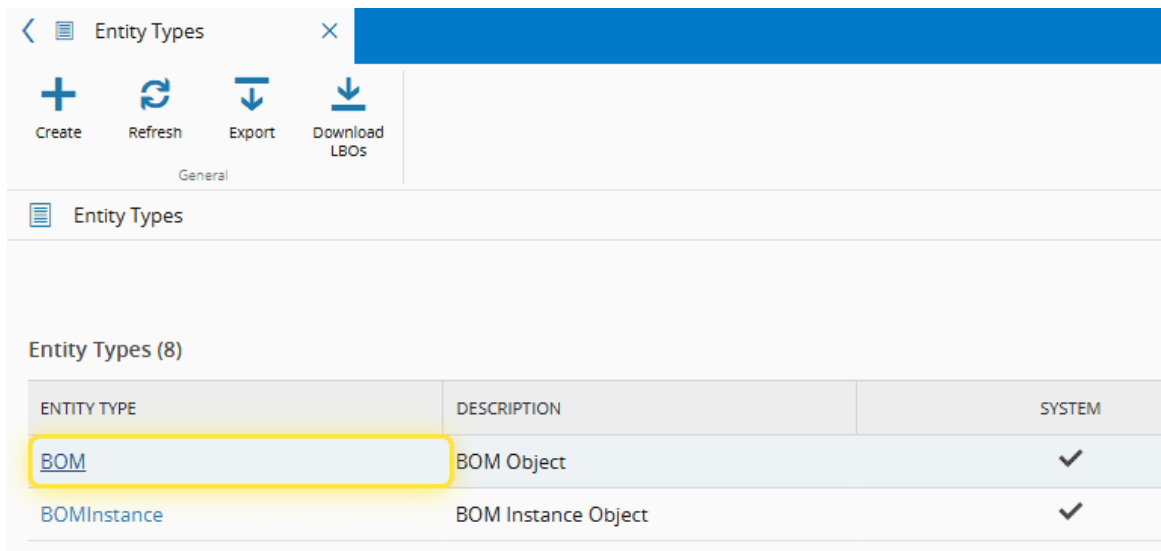 Entity Types
Create Refresh Export Download LBOs
General
Entity Types
Entity Types (8)
ENTITY TYPE DESCRIPTION SYSTEM
BOM BOM Object
BOMInstance BOM Instance Object